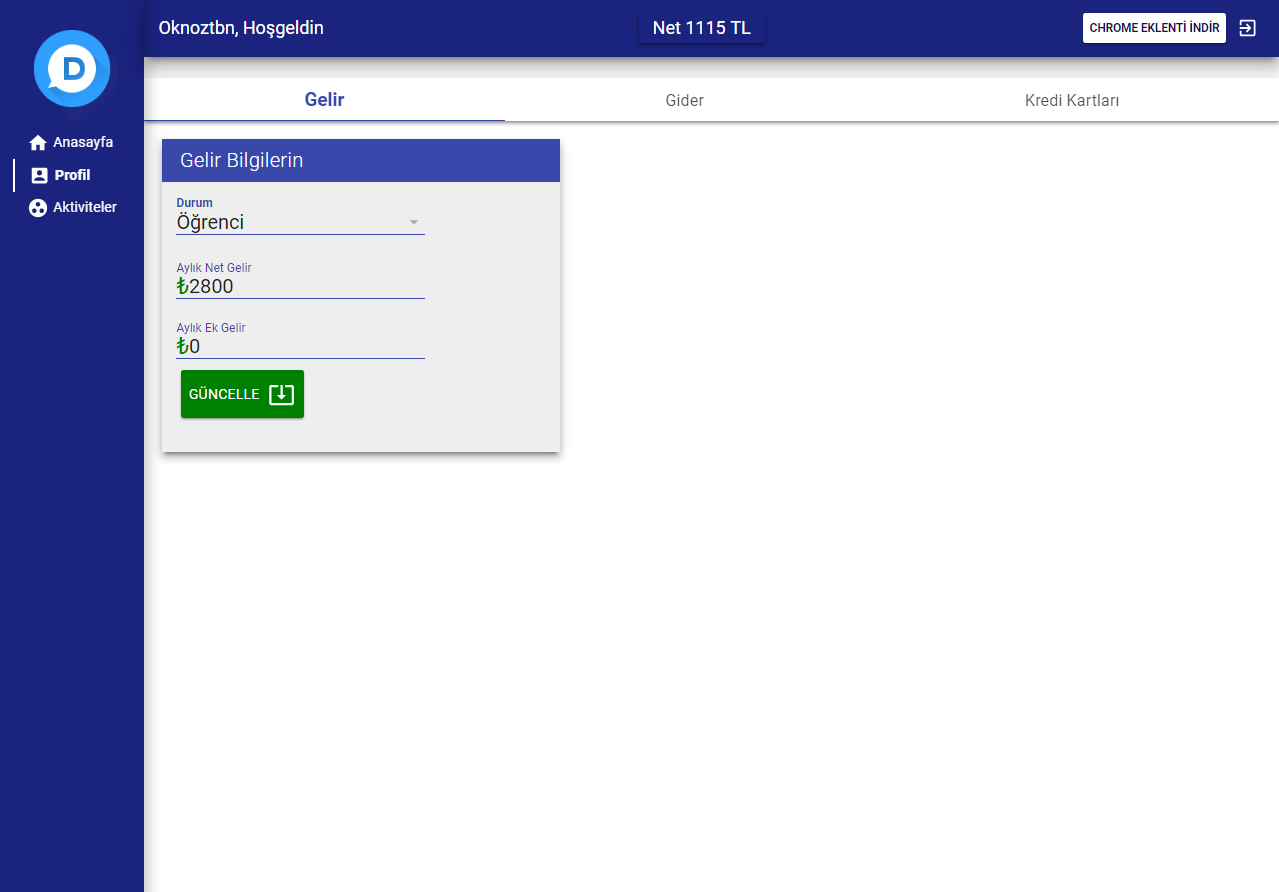 Oknoztbn, Hoşgeldin
Net 1115 TL
CHROME EKLENTİ İNDİR
D
Anasayfa
Profil
Aktiviteler
Gelir
Gider
Kredi Kartları
Gelir Bilgilerin
Durum
Öğrenci
Aylık Net Gelir
₺2800
Aylık Ek Gelir
₺0
GÜNCELLE